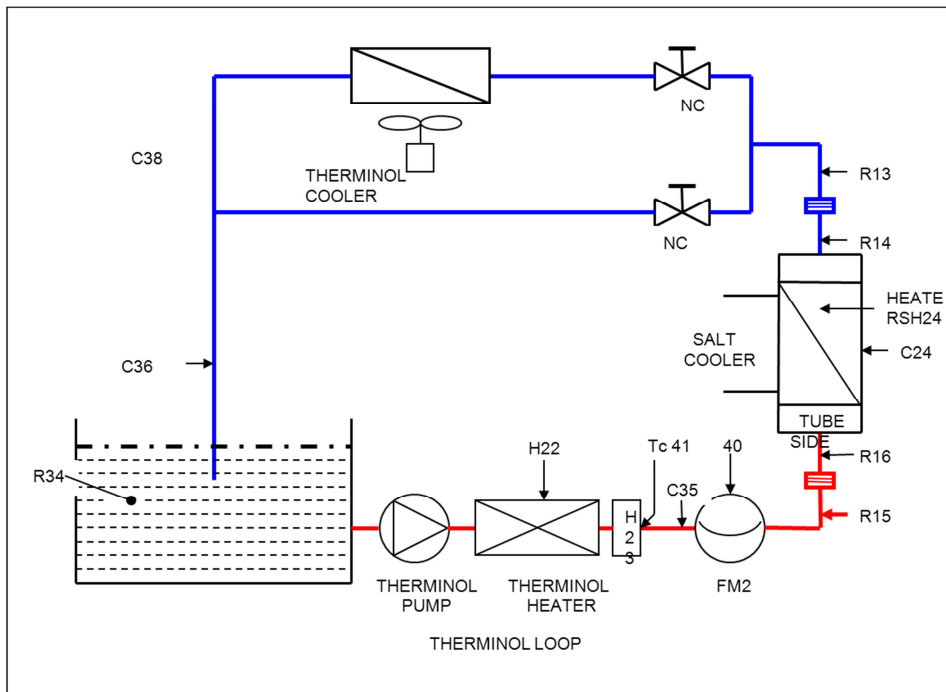 NC
C38
R13
THERMINOL
COOLER
NC
R14
HEATE
RSH24
SALT
COOLER
C24
C36
TUBE
SIDE
H22
Tc 41
40
R16
R34
C35
H
2
3
R15
THERMINOL
PUMP
THERMINOL
HEATER
FM2
THERMINOL LOOP